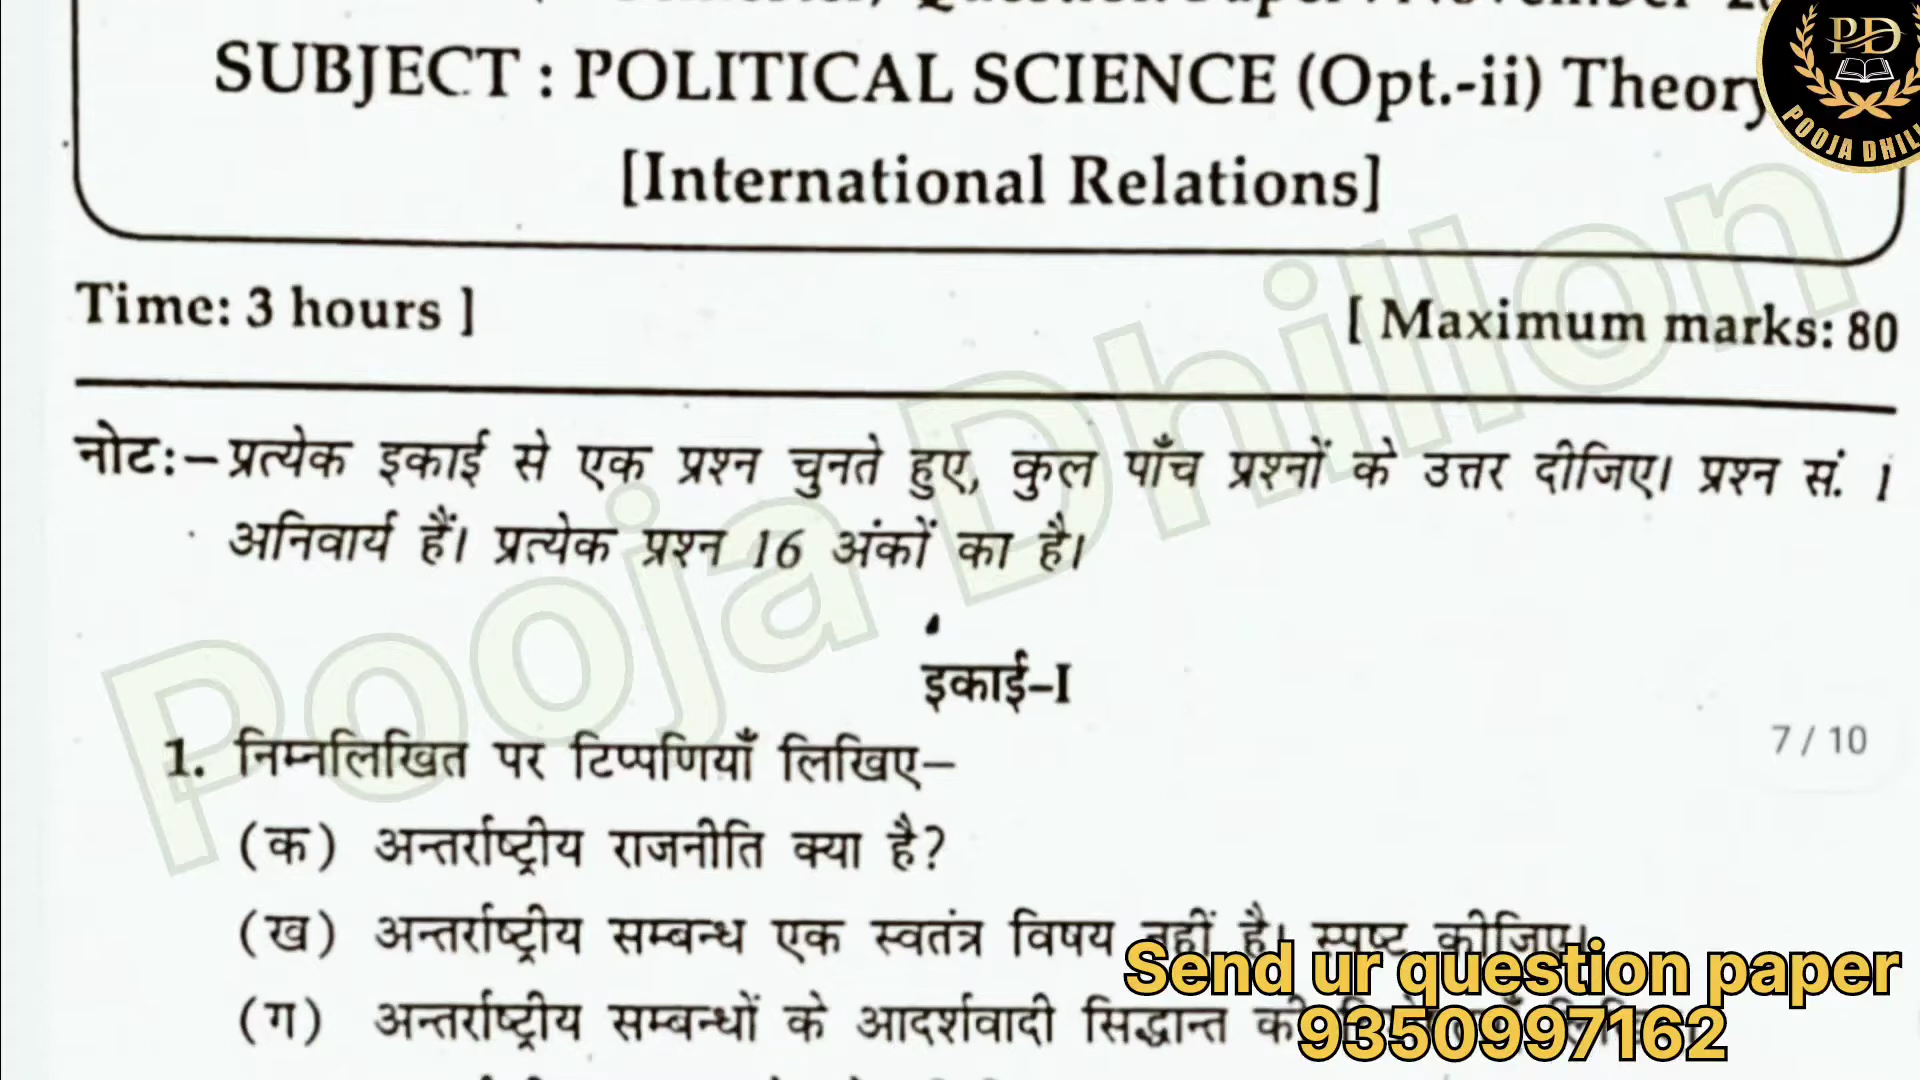 SUBJECT : POLITICAL SCIENCE (Opt.-ii) Theory
[International Relations]
PD
POOJA DHILL
Time: 3 hours ]
[ Maximum marks: 80
नोट:– प्रत्येक इकाई से एक प्रश्न चुनते हुए, कुल पाँच प्रश्नों के उत्तर दीजिए। प्रश्न सं. 1
अनिवार्य हैं। प्रत्येक प्रश्न 16 अंकों का है।
Pooja Dhillon
इकाई–I
7 / 10
1. निम्नलिखित पर टिप्पणियाँ लिखिए–
(क) अन्तर्राष्ट्रीय राजनीति क्या है?
(ख) अन्तर्राष्ट्रीय सम्बन्ध एक स्वतंत्र विषय नहीं है। स्पष्ट कीजिए।
(ग) अन्तर्राष्ट्रीय सम्बन्धों के आदर्शवादी सिद्धान्त
Send ur question paper
9350997162